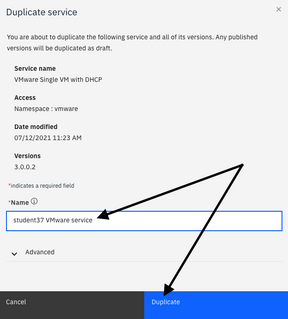 Duplicate service
You are about to duplicate the following service and all of its versions. Any published
versions will be duplicated as draft.
Service name
VMware Single VM with DHCP
Access
Namespace : vmware
Date modified
07/12/2021 11:23 AM
Versions
3.0.0.2
*indicates a required field
*Name
student37 VMware service
Advanced
Cancel
Duplicate